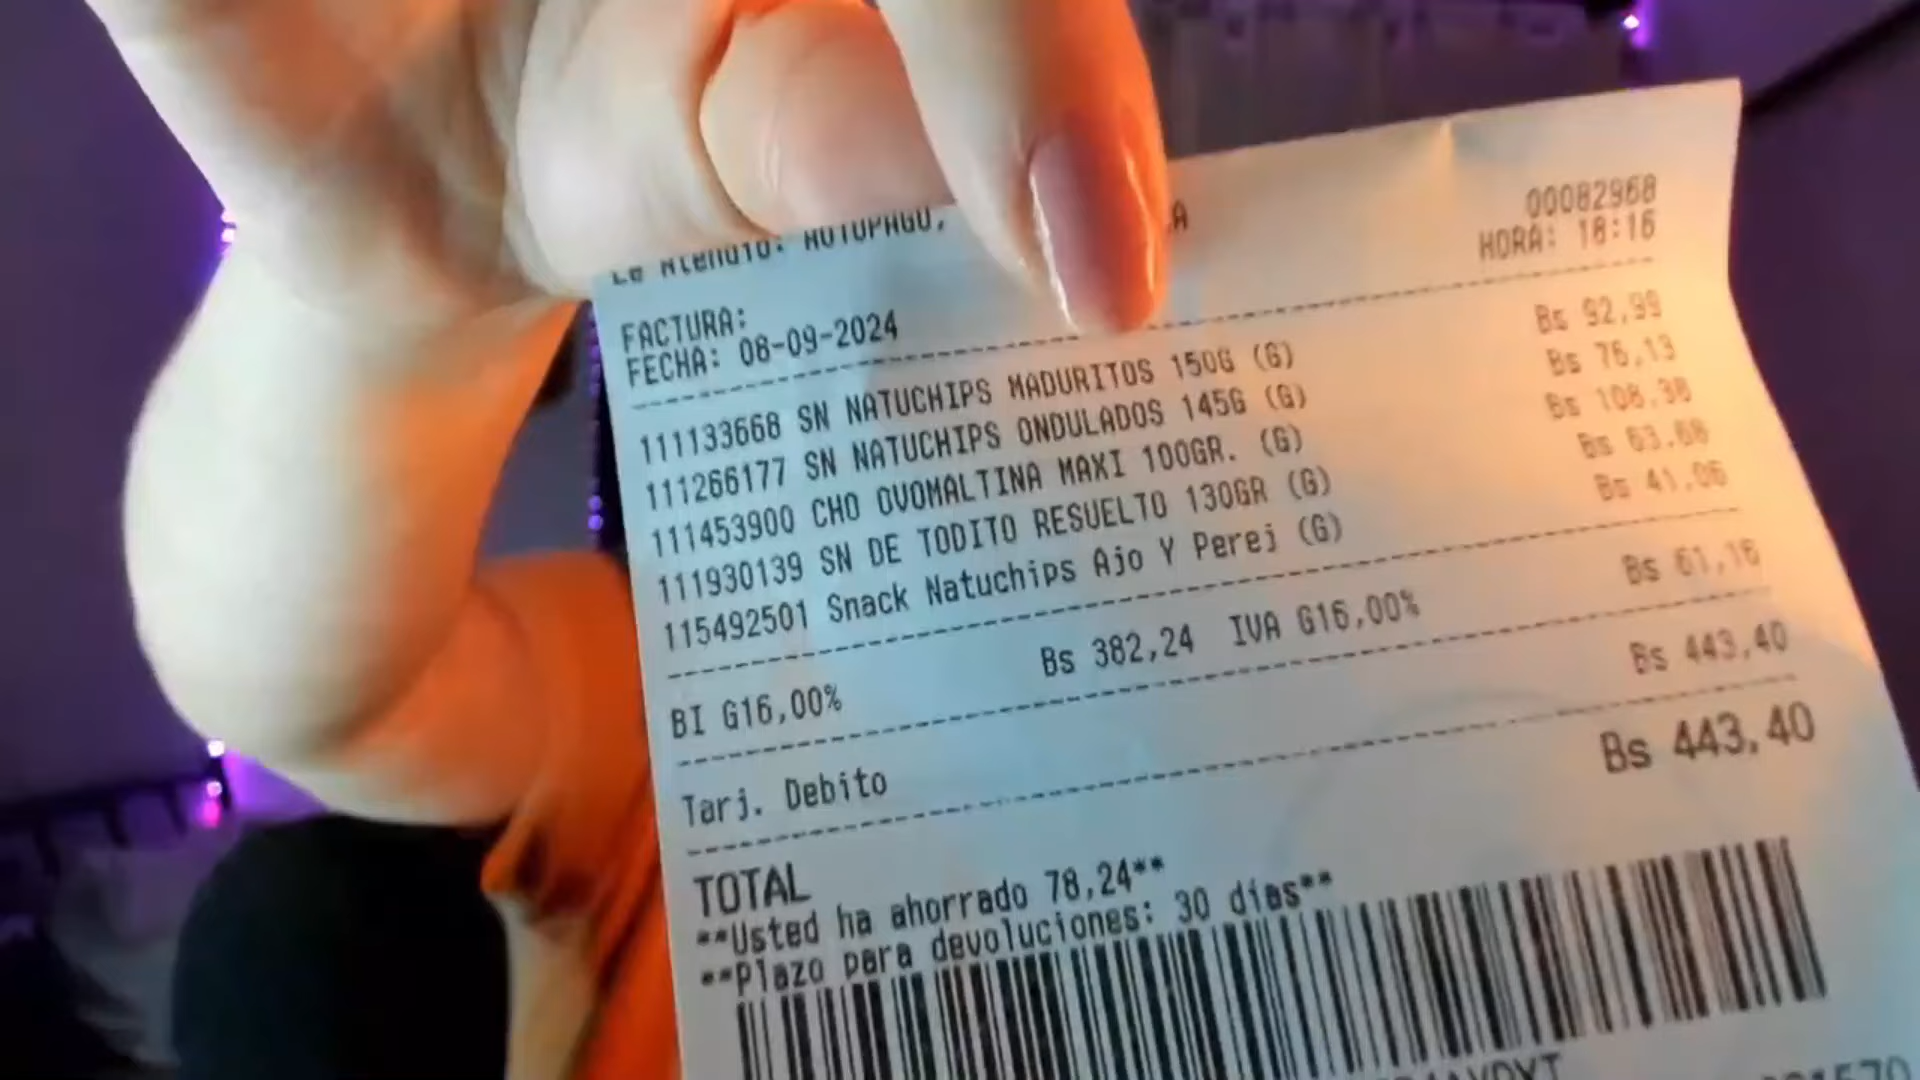 Le Atendio: AUTOPAGO,
00082968
FACTURA:
HORA: 18:16
FECHA: 08-09-2024
111133668 SN NATUCHIPS MADURITOS 150G (G) Bs 92,99
111266177 SN NATUCHIPS ONDULADOS 145G (G) Bs 76,13
111453900 CHO OVOMALTINA MAXI 100GR. (G) Bs 108,38
111930139 SN DE TODITO RESUELTO 130GR (G) Bs 63,68
115492501 Snack Natuchips Ajo Y Perej (G) Bs 41,06
BI G16,00% Bs 382,24 IVA G16,00% Bs 61,16
Tarj. Debito Bs 443,40
TOTAL Bs 443,40
**Usted ha ahorrado 78,24**
**Plazo para devoluciones: 30 días**